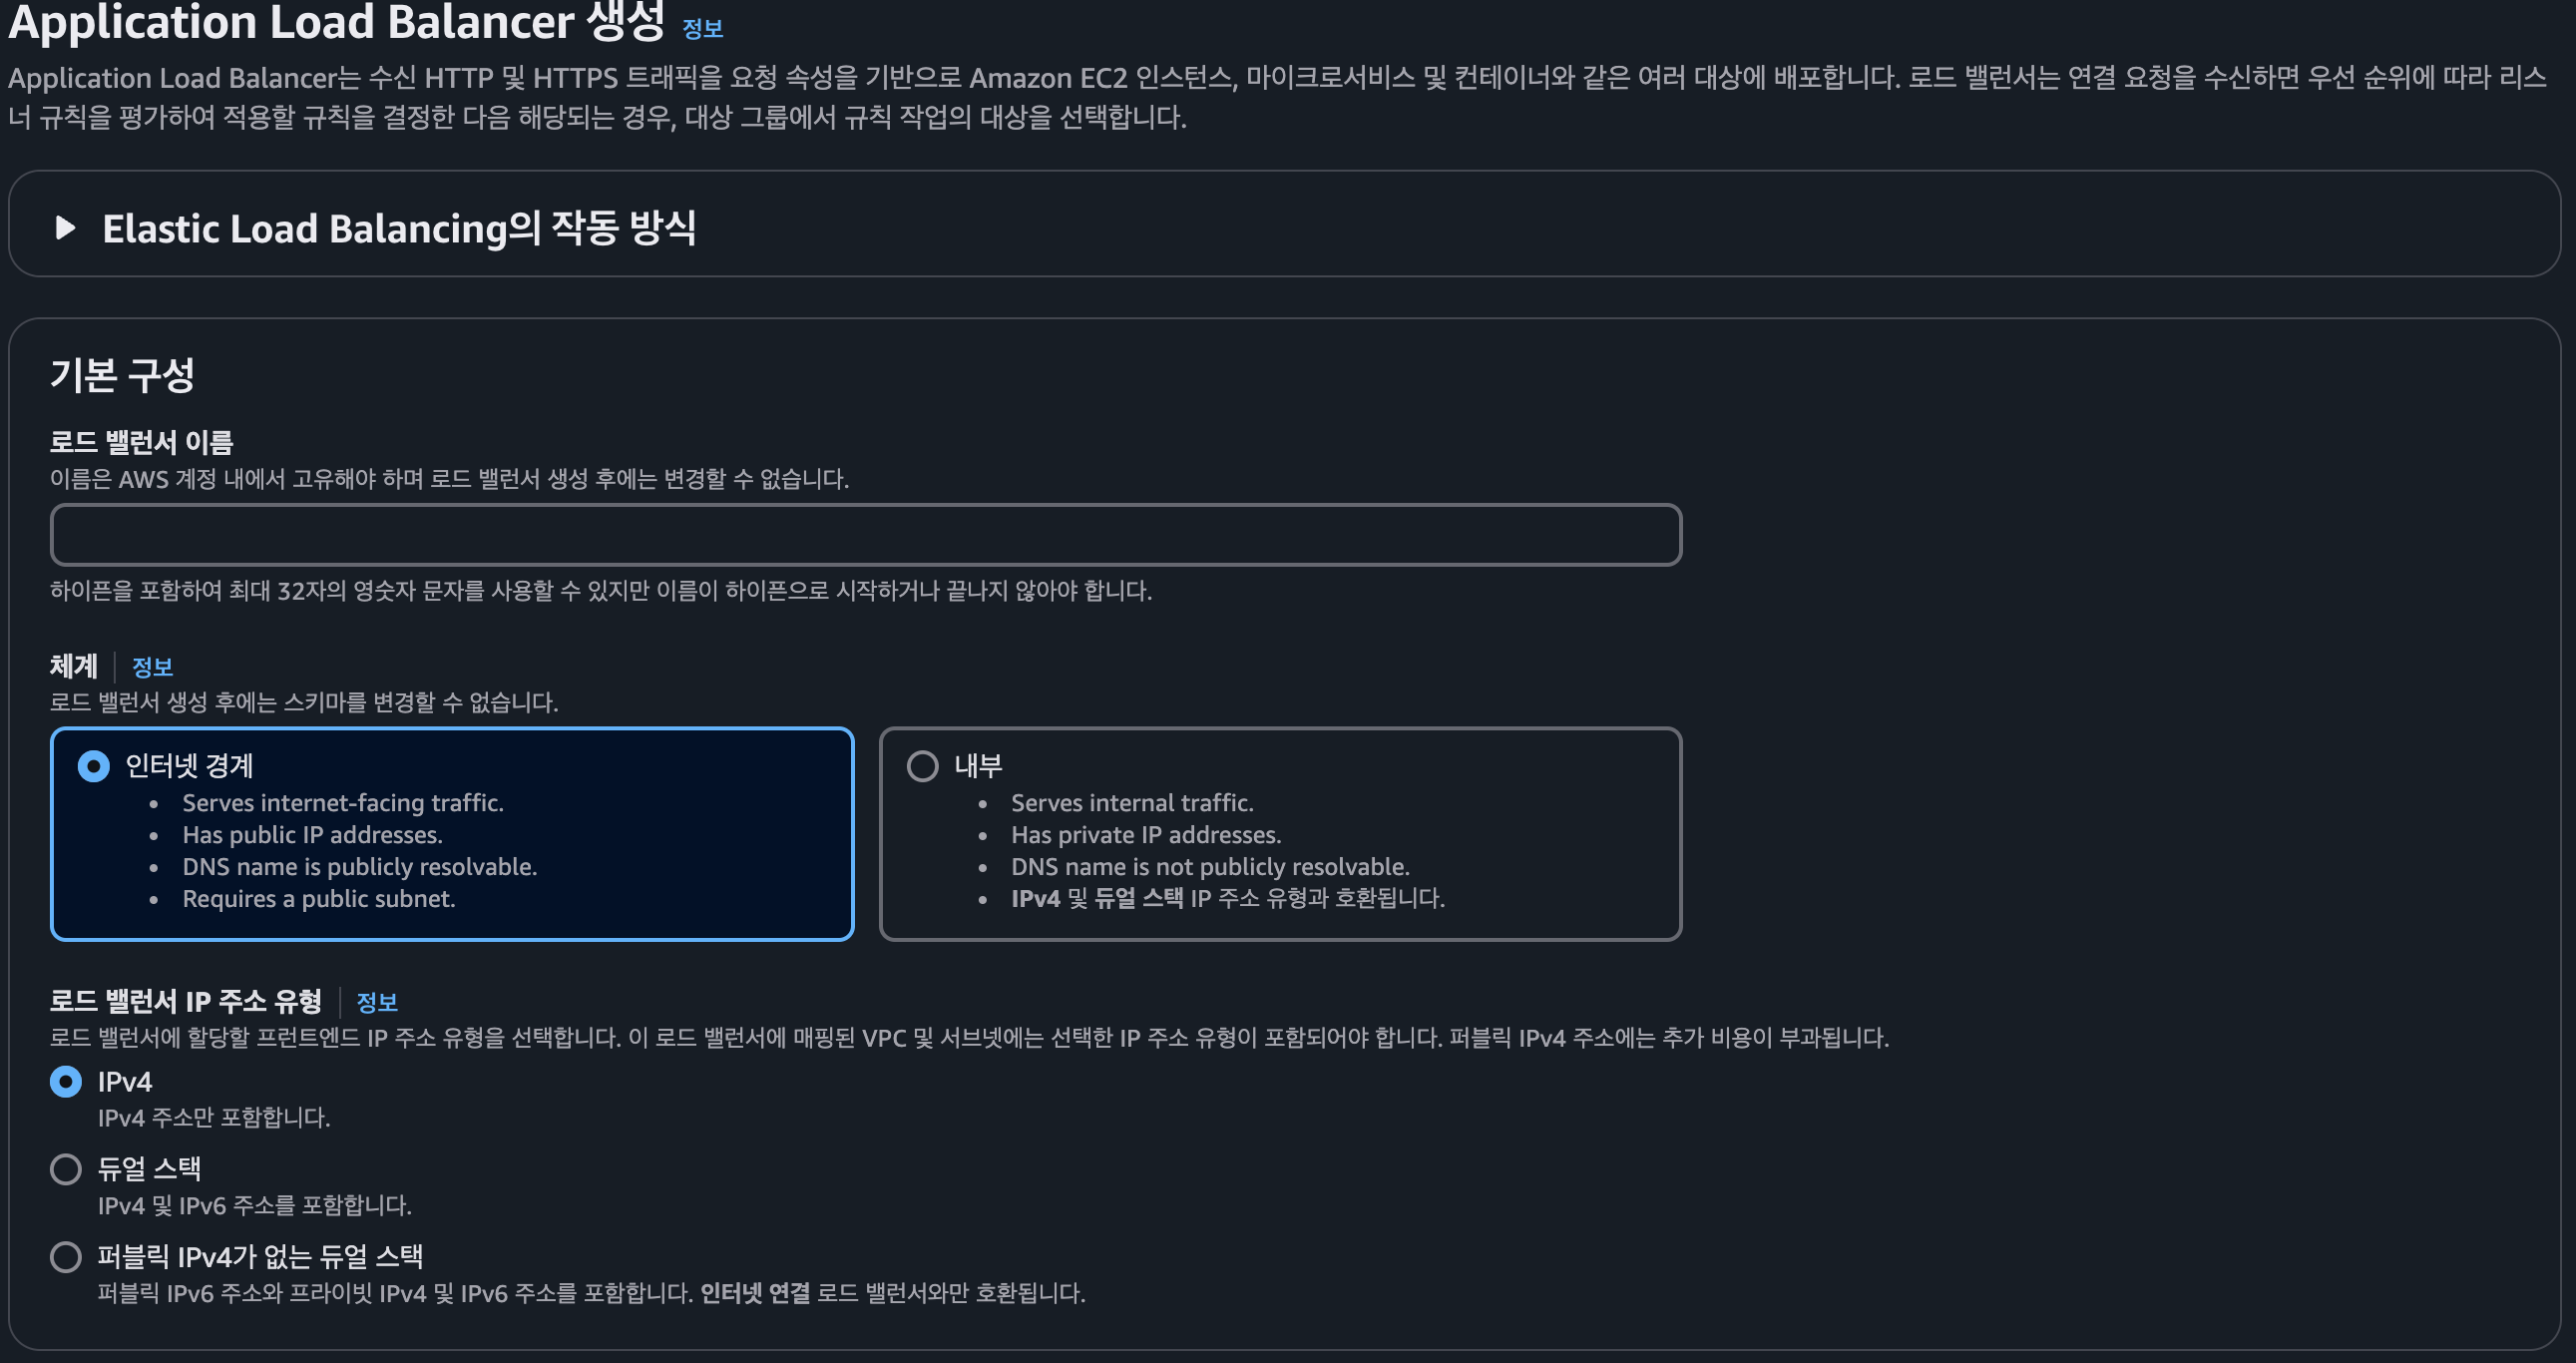 Application Load Balancer 생성 정보
Application Load Balancer는 수신 HTTP 및 HTTPS 트래픽을 요청 속성을 기반으로 Amazon EC2 인스턴스, 마이크로서비스 및 컨테이너와 같은 여러 대상에 배포합니다. 로드 밸런서는 연결 요청을 수신하면 우선 순위에 따라 리스
너 규칙을 평가하여 적용할 규칙을 결정한 다음 해당되는 경우, 대상 그룹에서 규칙 작업의 대상을 선택합니다.
Elastic Load Balancing의 작동 방식
기본 구성
로드 밸런서 이름
이름은 AWS 계정 내에서 고유해야 하며 로드 밸런서 생성 후에는 변경할 수 없습니다.
하이픈을 포함하여 최대 32자의 영숫자 문자를 사용할 수 있지만 이름이 하이픈으로 시작하거나 끝나지 않아야 합니다.
체계 정보
로드 밸런서 생성 후에는 스키마를 변경할 수 없습니다.
인터넷 경계
• Serves internet-facing traffic.
• Has public IP addresses.
• DNS name is publicly resolvable.
• Requires a public subnet.
내부
• Serves internal traffic.
• Has private IP addresses.
• DNS name is not publicly resolvable.
• IPv4 및 듀얼 스택 IP 주소 유형과 호환됩니다.
로드 밸런서 IP 주소 유형 정보
로드 밸런서에 할당할 프런트엔드 IP 주소 유형을 선택합니다. 이 로드 밸런서에 매핑된 VPC 및 서브넷에는 선택한 IP 주소 유형이 포함되어야 합니다. 퍼블릭 IPv4 주소에는 추가 비용이 부과됩니다.
IPv4
IPv4 주소만 포함합니다.
듀얼 스택
IPv4 및 IPv6 주소를 포함합니다.
퍼블릭 IPv4가 없는 듀얼 스택
퍼블릭 IPv6 주소와 프라이빗 IPv4 및 IPv6 주소를 포함합니다. 인터넷 연결 로드 밸런서와만 호환됩니다.